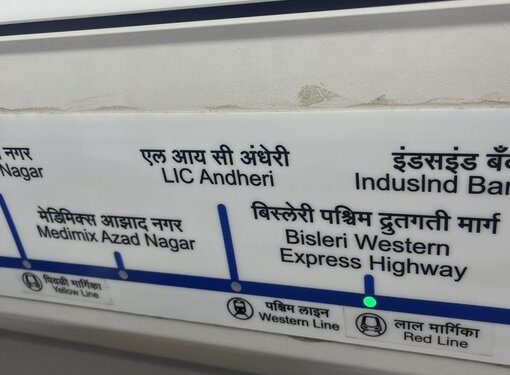 नगर
Nagar
मेडिमिक्स आझाद नगर
Medimix Azad Nagar
एल आय सी अंधेरी
LIC Andheri
बिस्लेरी पश्चिम द्रुतगती मार्ग
Bisleri Western
Express Highway
इंडसइंड
IndusInd
पिवळी मार्गिका
Yellow Line
पश्चिम लाइन
Western Line
लाल मार्गिका
Red Line